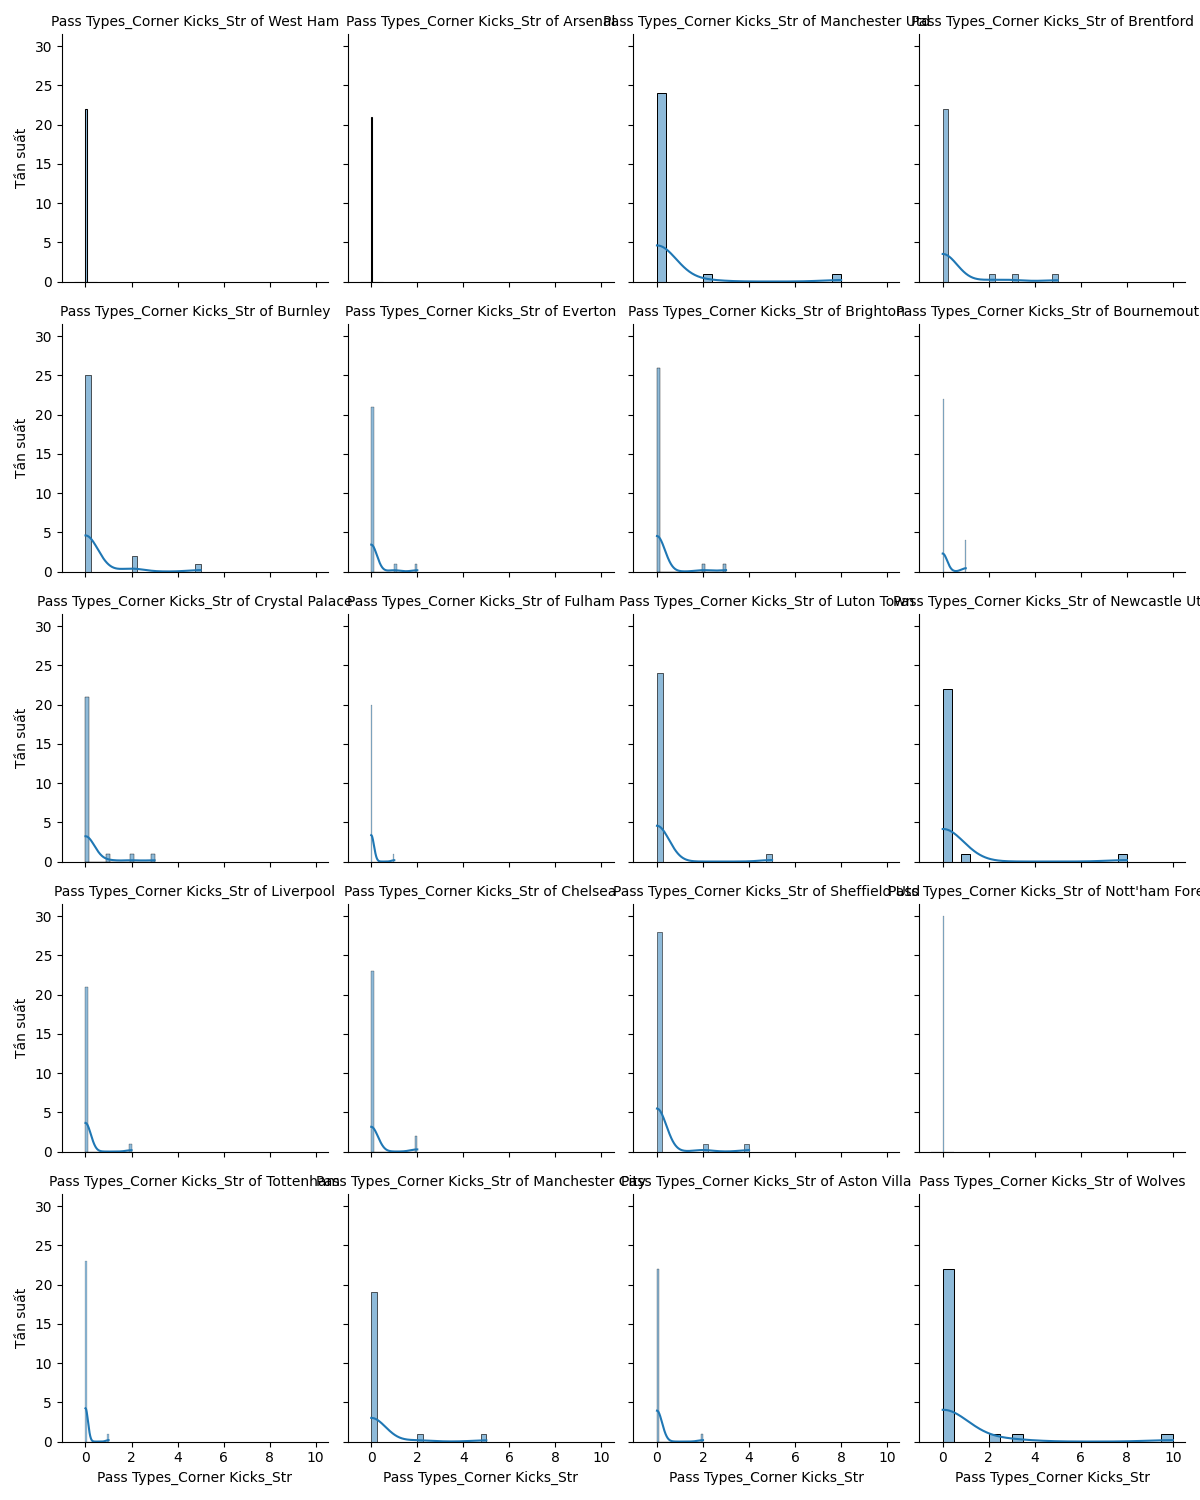 Pass Types_Corner Kicks_Str of West Ham
Pass Types_Corner Kicks_Str of Arsenal
Pass Types_Corner Kicks_Str of Manchester Utd
Pass Types_Corner Kicks_Str of Brentford
30
25
20
15
10
5
0
Tần suất
Pass Types_Corner Kicks_Str of Burnley
Pass Types_Corner Kicks_Str of Everton
Pass Types_Corner Kicks_Str of Brighton
Pass Types_Corner Kicks_Str of Bournemout
30
25
20
15
10
5
0
Tần suất
Pass Types_Corner Kicks_Str of Crystal Palace
Pass Types_Corner Kicks_Str of Fulham
Pass Types_Corner Kicks_Str of Luton Town
Pass Types_Corner Kicks_Str of Newcastle Ut
30
25
20
15
10
5
0
Tần suất
Pass Types_Corner Kicks_Str of Liverpool
Pass Types_Corner Kicks_Str of Chelsea
Pass Types_Corner Kicks_Str of Sheffield Utd
Pass Types_Corner Kicks_Str of Nott'ham Fore
30
25
20
15
10
5
0
Tần suất
Pass Types_Corner Kicks_Str of Tottenham
Pass Types_Corner Kicks_Str of Manchester City
Pass Types_Corner Kicks_Str of Aston Villa
Pass Types_Corner Kicks_Str of Wolves
30
25
20
15
10
5
0
Tần suất
0 2 4 6 8 10
0 2 4 6 8 10
0 2 4 6 8 10
0 2 4 6 8 10
Pass Types_Corner Kicks_Str
Pass Types_Corner Kicks_Str
Pass Types_Corner Kicks_Str
Pass Types_Corner Kicks_Str